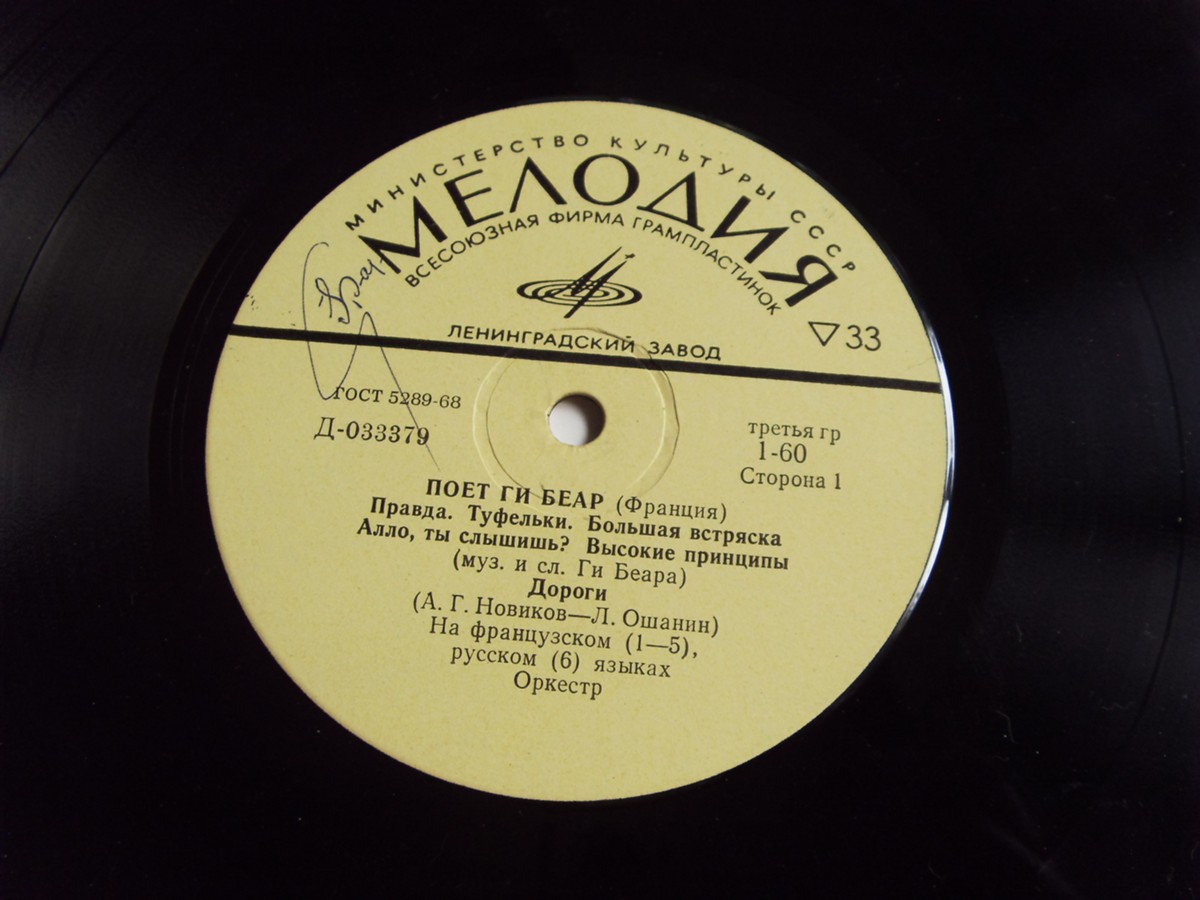 МИНИСТЕРСТВО КУЛЬТУРЫ СССР
МЕЛОДИЯ
ВСЕСОЮЗНАЯ ФИРМА ГРАМПЛАСТИНОК
ЛЕНИНГРАДСКИЙ ЗАВОД
▽33
ГОСТ 5289-68
Д-033379
третья гр
1-60
Сторона 1
ПОЕТ ГИ БЕАР (Франция)
Правда. Туфельки. Большая встряска
Алло, ты слышишь? Высокие принципы
(муз. и сл. Ги Беара)
Дороги
(А. Г. Новиков—Л. Ошанин)
На французском (1—5),
русском (6) языках
Оркестр